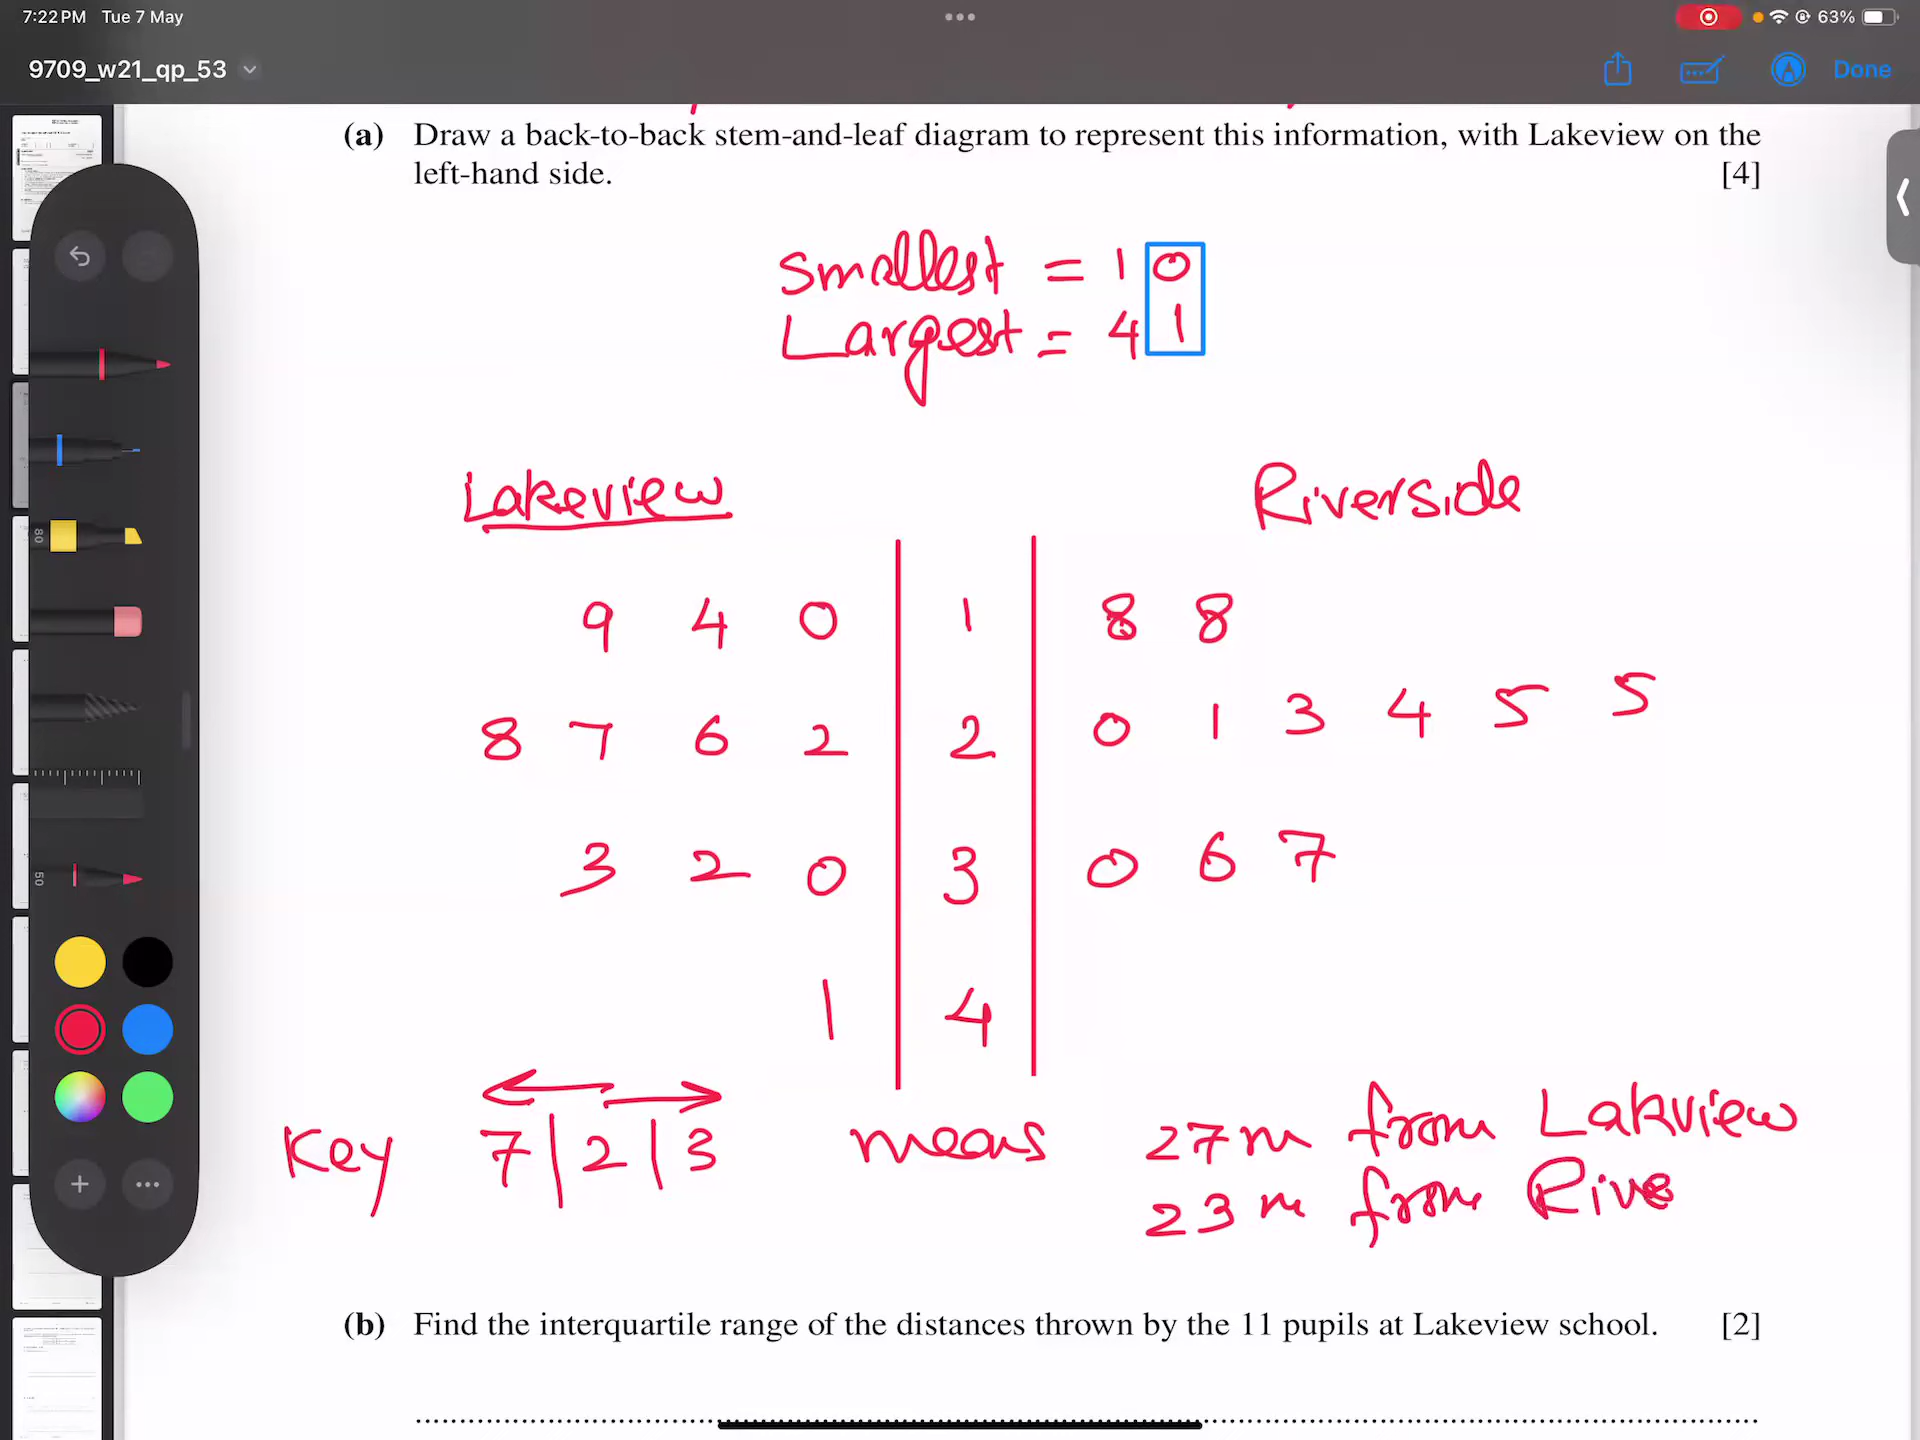 7:22 PM Tue 7 May
63%
9709_w21_qp_53
Done
(a) Draw a back-to-back stem-and-leaf diagram to represent this information, with Lakeview on the
left-hand side. [4]
Smallest = 10
Largest = 41
Lakeview Riverside
9 4 0 | 1 | 8 8
8 7 6 2 | 2 | 0 1 3 4 5 5
3 2 0 | 3 | 0 6 7
1 | 4 |
Key 7|2|3 means 27m from Lakview
23m from Rive
(b) Find the interquartile range of the distances thrown by the 11 pupils at Lakeview school. [2]
80
50